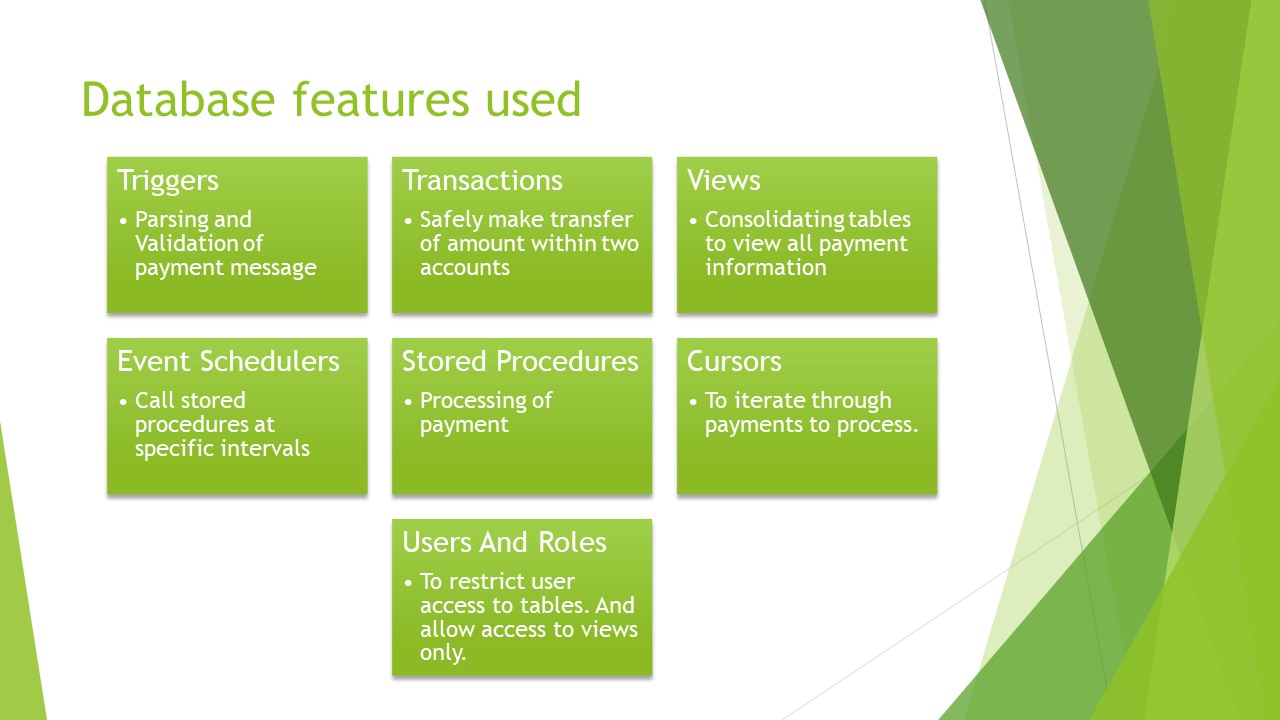 Database features used
Triggers
• Parsing and
Validation of
payment message
Transactions
• Safely make transfer
of amount within two
accounts
Views
• Consolidating tables
to view all payment
information
Event Schedulers
• Call stored
procedures at
specific intervals
Stored Procedures
• Processing of
payment
Cursors
• To iterate through
payments to process.
Users And Roles
• To restrict user
access to tables. And
allow access to views
only.